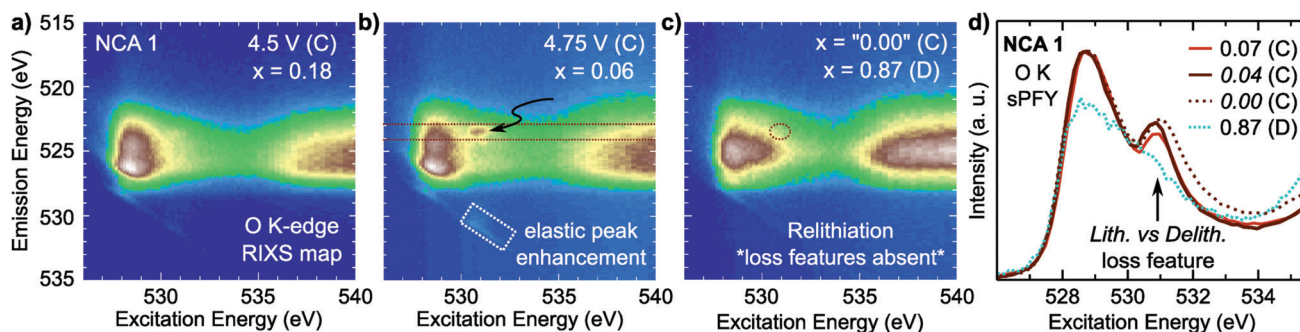 a)
NCA 1
4.5 V (C)
x = 0.18
O K-edge
RIXS map
515
520
525
530
535
Emission Energy (eV)
530
535
540
Excitation Energy (eV)
b)
4.75 V (C)
x = 0.06
elastic peak
enhancement
530
535
540
Excitation Energy (eV)
c)
x = "0.00" (C)
x = 0.87 (D)
Relithiation
*loss features absent*
530
535
540
Excitation Energy (eV)
d)
NCA 1
O K
sPFY
0.07 (C)
0.04 (C)
0.00 (C)
0.87 (D)
Lith. vs Delith.
loss feature
Intensity (a. u.)
528
530
532
534
Excitation Energy (eV)